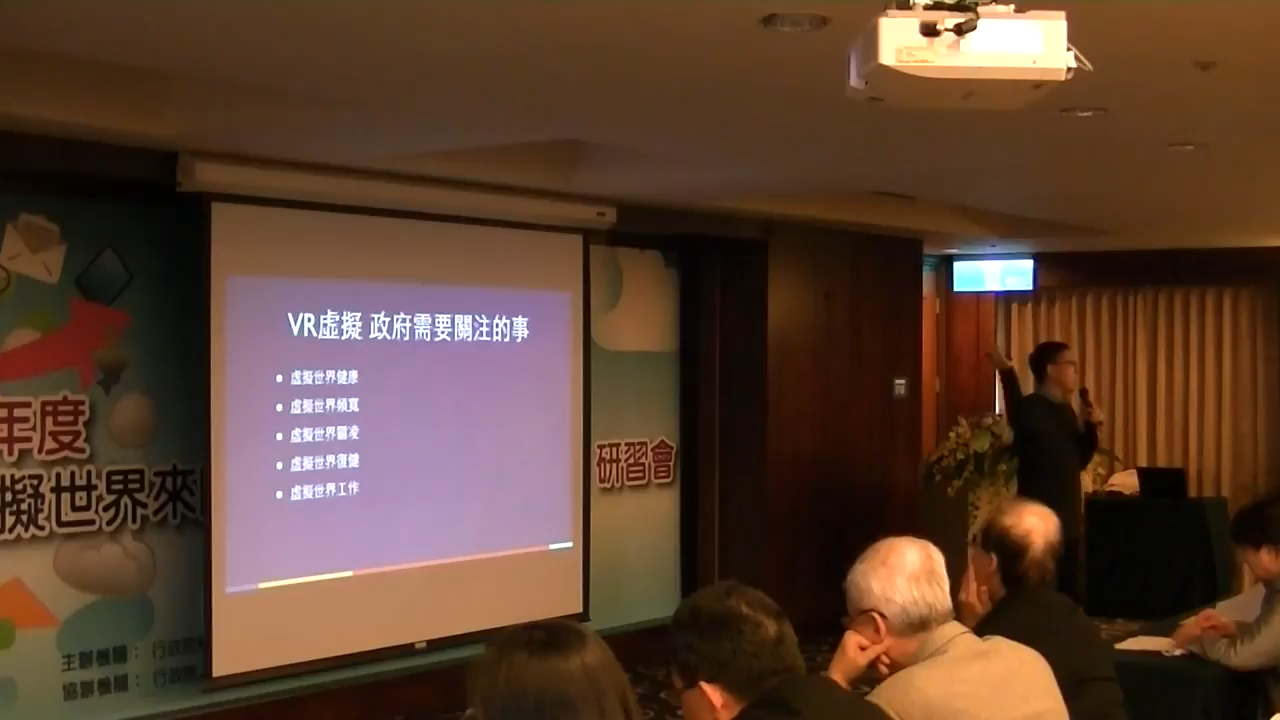 VR虛擬 政府需要關注的事
虛擬世界健康
虛擬世界頻寬
虛擬世界霸凌
虛擬世界復健
虛擬世界工作
年度
擬世界來
研習會
主辦機關：行政院
協辦機關：行政院